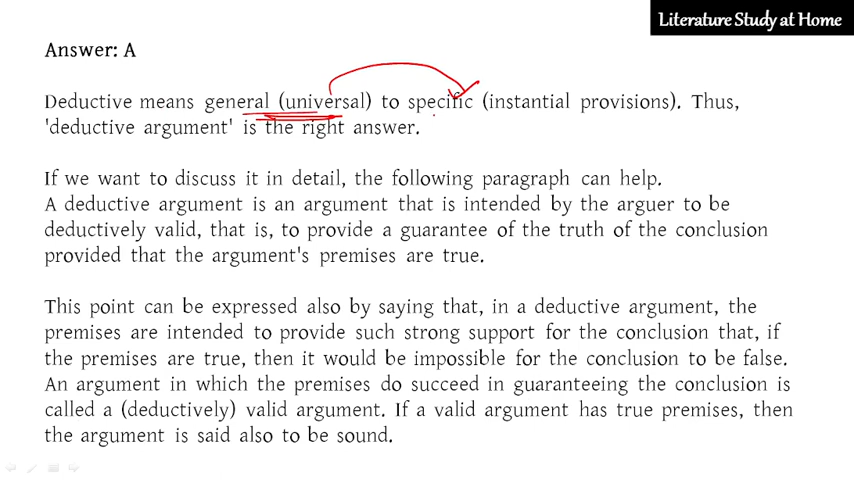 Literature Study at Home
Answer: A
Deductive means general (universal) to specific (instantial provisions). Thus,
'deductive argument' is the right answer.
If we want to discuss it in detail, the following paragraph can help.
A deductive argument is an argument that is intended by the arguer to be
deductively valid, that is, to provide a guarantee of the truth of the conclusion
provided that the argument's premises are true.
This point can be expressed also by saying that, in a deductive argument, the
premises are intended to provide such strong support for the conclusion that, if
the premises are true, then it would be impossible for the conclusion to be false.
An argument in which the premises do succeed in guaranteeing the conclusion is
called a (deductively) valid argument. If a valid argument has true premises, then
the argument is said also to be sound.